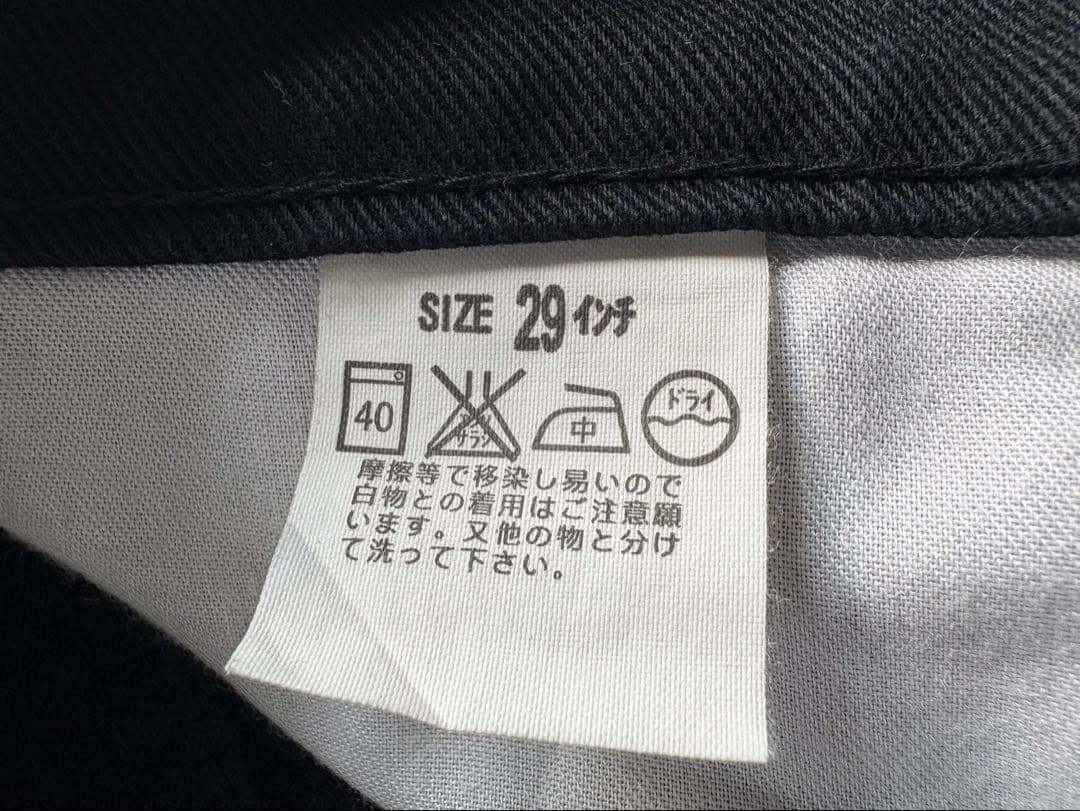 SIZE 29インチ
40 サラシ 中 ドライ
摩擦等で移染し易いので
白物との着用はご注意願
います。又他の物と分け
て洗って下さい。